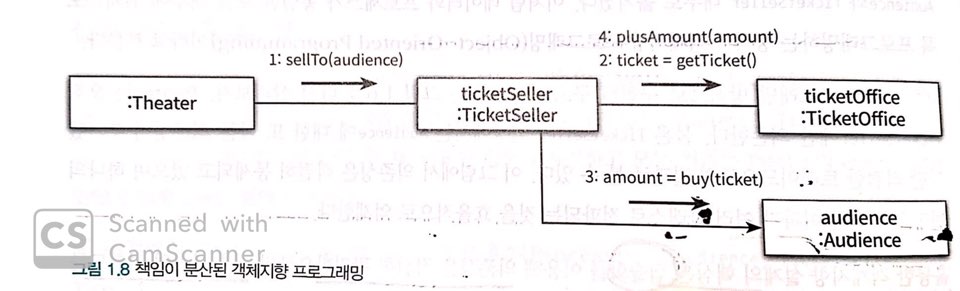 4: plusAmount(amount)
1: sellTo(audience)
2: ticket = getTicket()
:Theater
ticketSeller
:TicketSeller
ticketOffice
:TicketOffice
3: amount = buy(ticket)
audience
:Audience
CS
Scanned with
CamScanner
그림 1.8 책임이 분산된 객체지향 프로그래밍